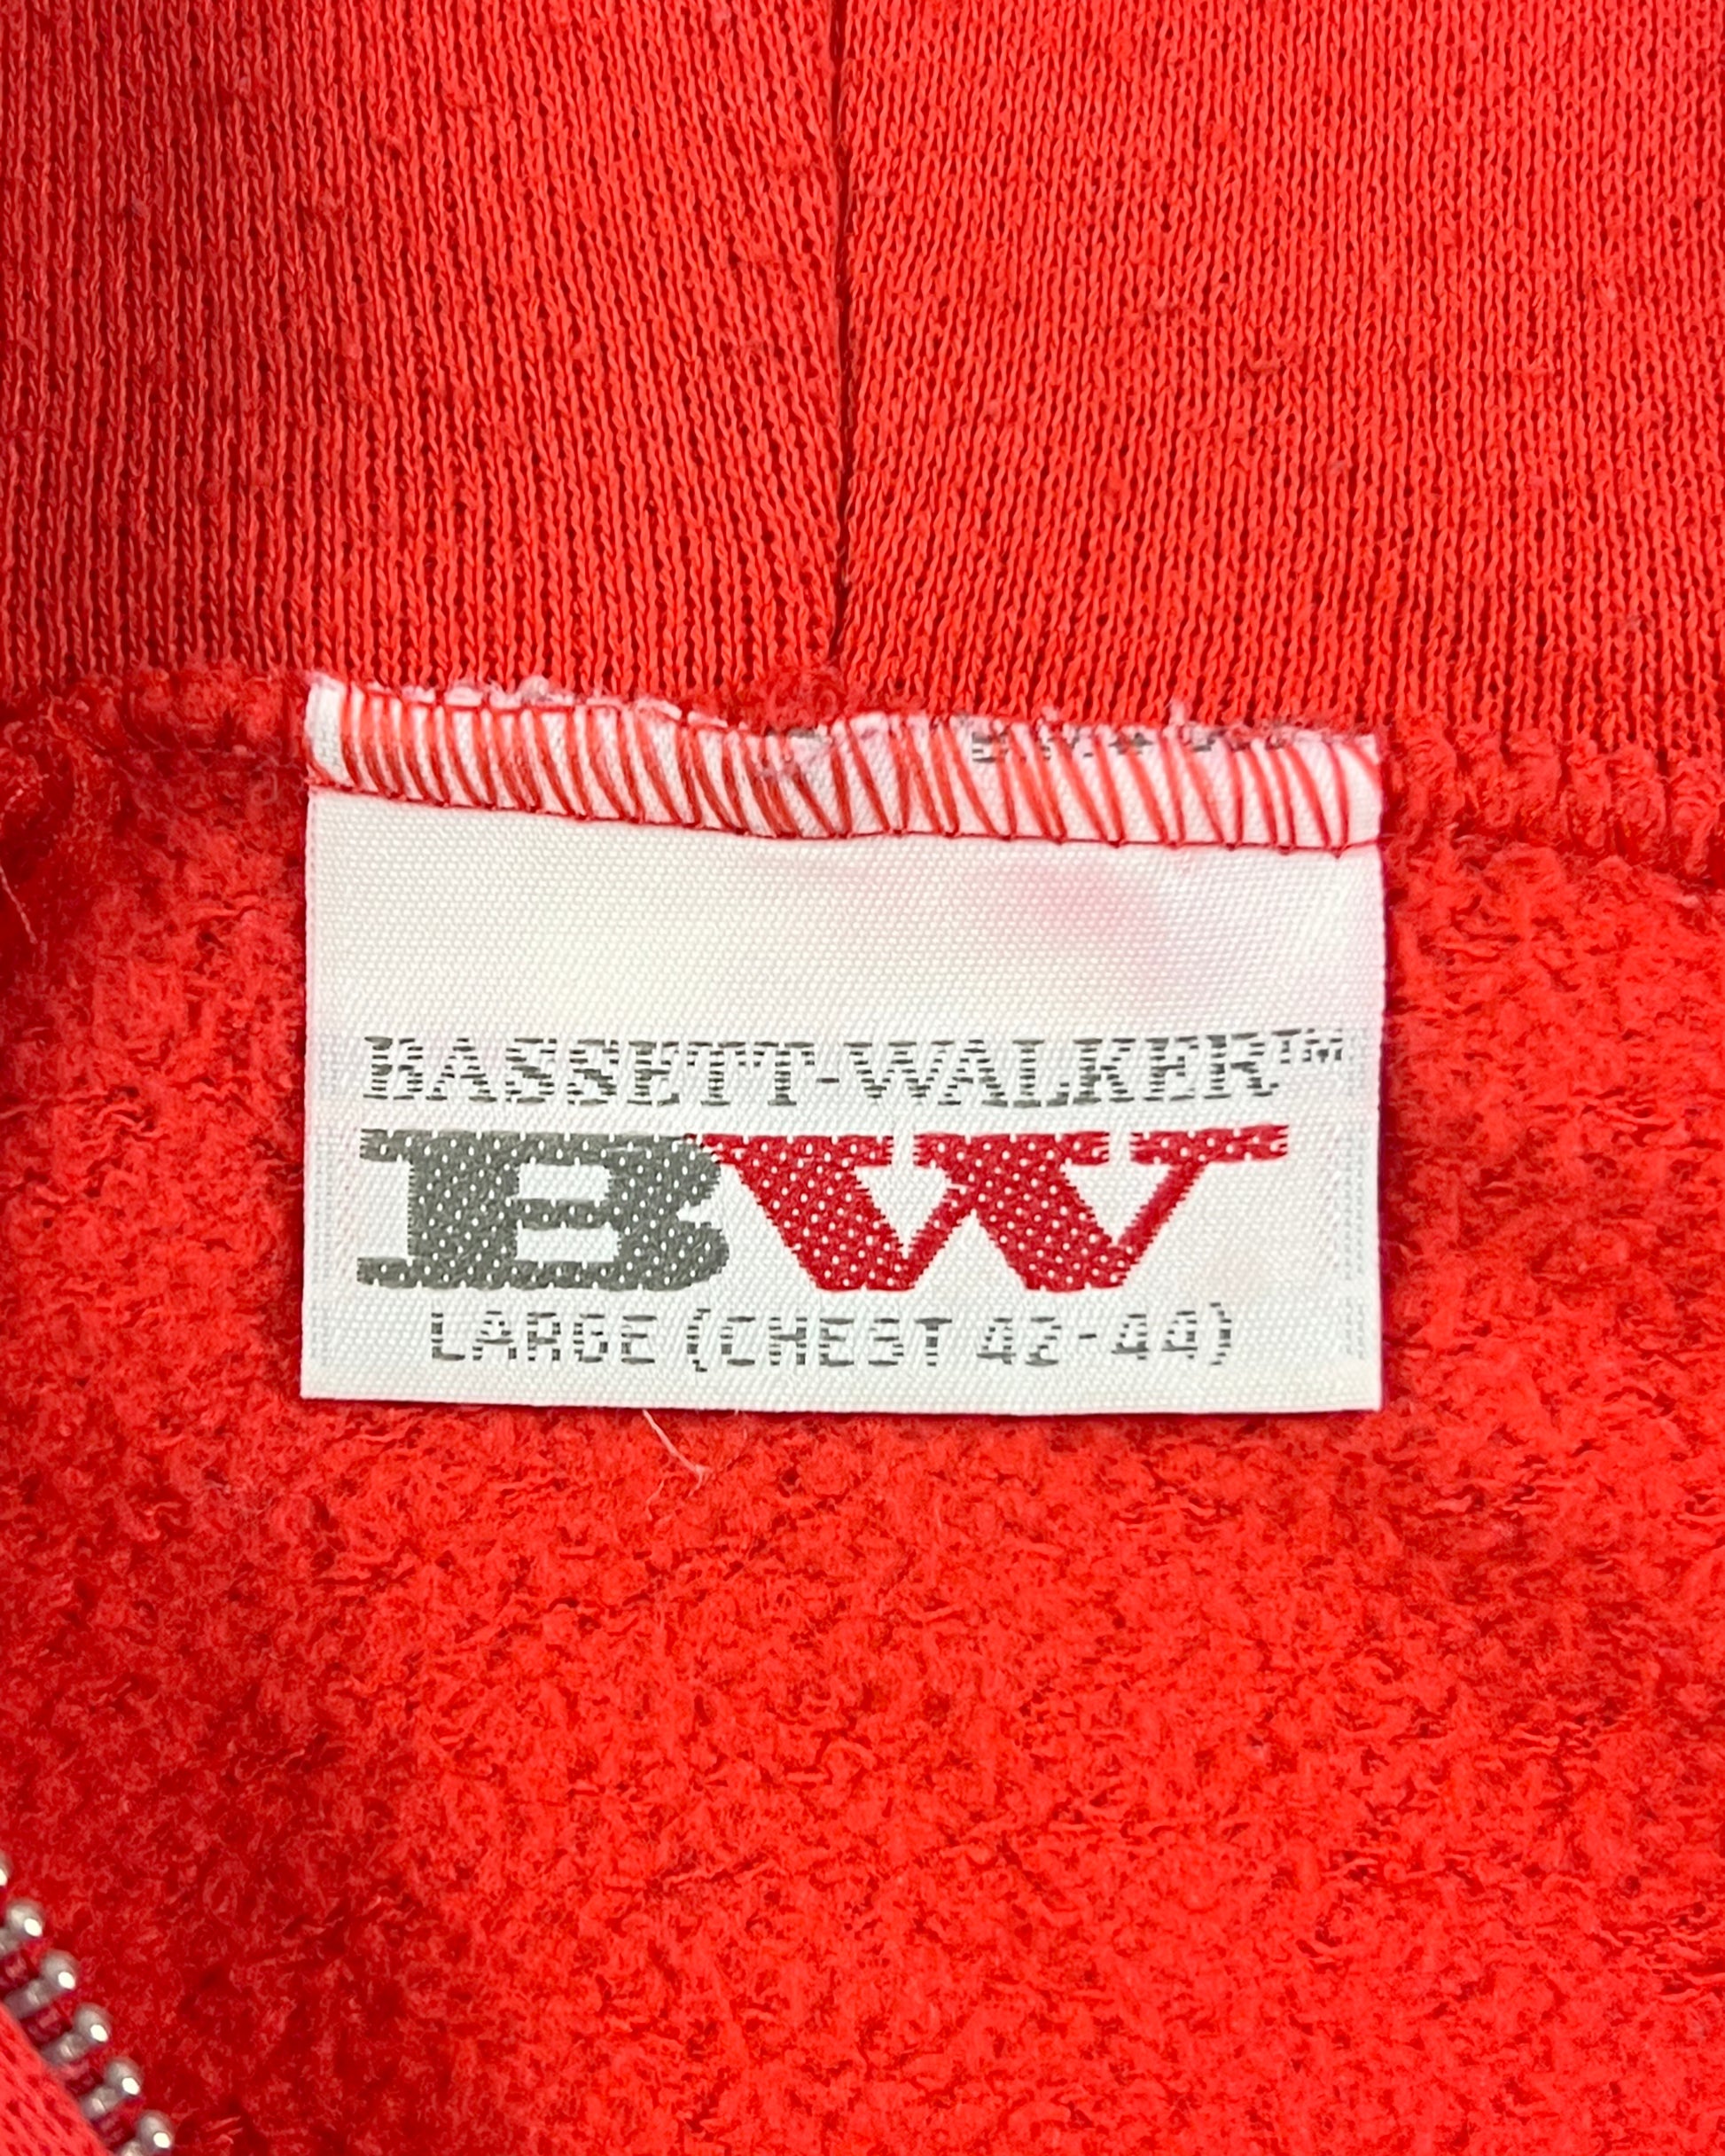 BASSETT-WALKER™
BW
LARGE (CHEST 42-44)